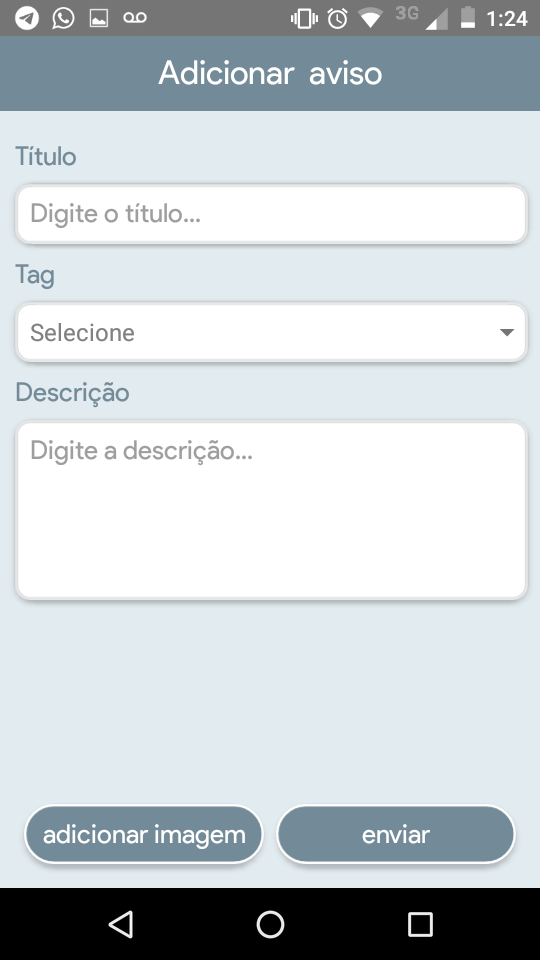 3G 1:24
Adicionar aviso
Título
Digite o título...
Tag
Selecione
Descrição
Digite a descrição...
adicionar imagem
enviar